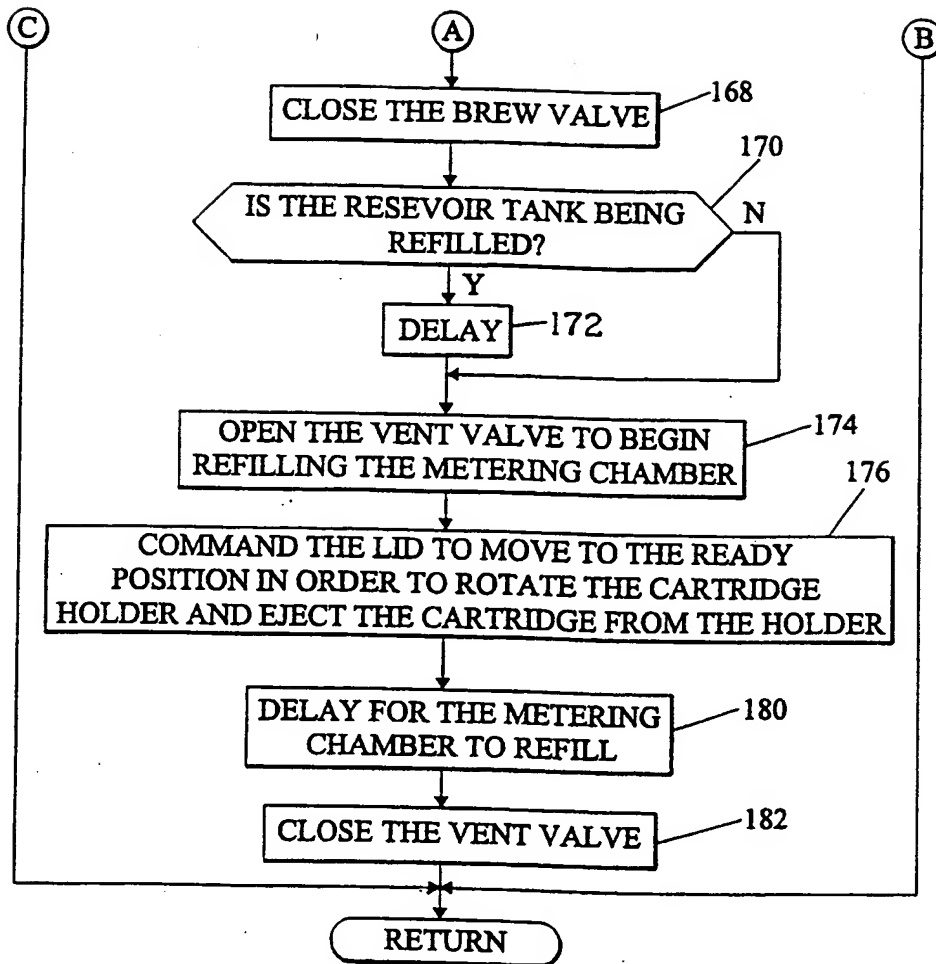 C
A
B
CLOSE THE BREW VALVE
168
170
IS THE RESEVOIR TANK BEING
REFILLED?
N
Y
DELAY
172
OPEN THE VENT VALVE TO BEGIN
REFILLING THE METERING CHAMBER
174
176
COMMAND THE LID TO MOVE TO THE READY
POSITION IN ORDER TO ROTATE THE CARTRIDGE
HOLDER AND EJECT THE CARTRIDGE FROM THE HOLDER
DELAY FOR THE METERING
CHAMBER TO REFILL
180
CLOSE THE VENT VALVE
182
RETURN